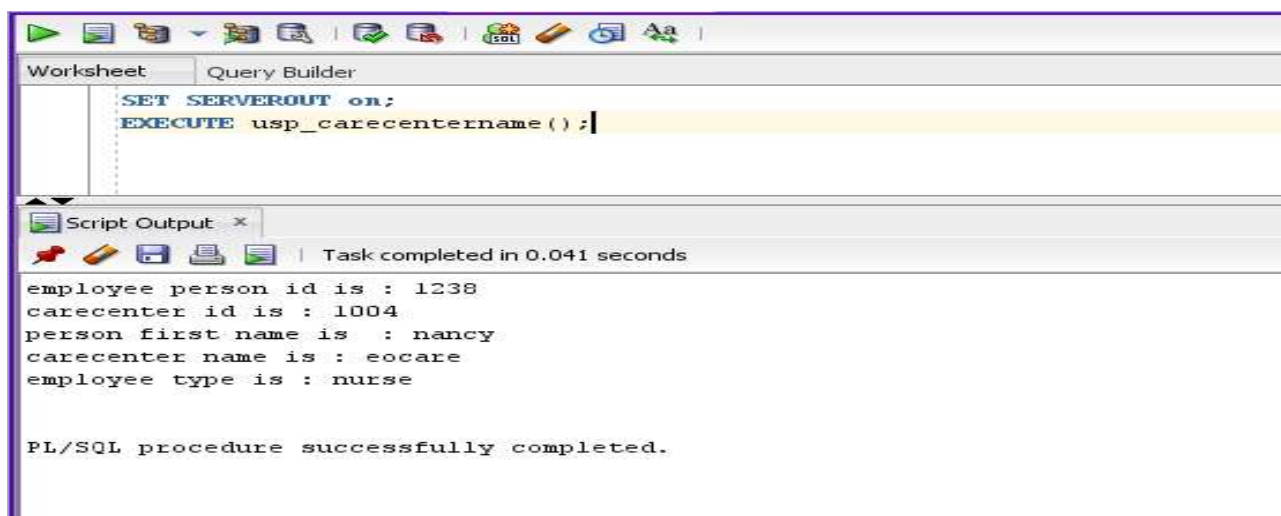 Worksheet Query Builder
SET SERVEROUT on;
EXECUTE usp_carecentername();
Script Output ×
Task completed in 0.041 seconds
employee person id is : 1238
carecenter id is : 1004
person first name is : nancy
carecenter name is : eocare
employee type is : nurse
PL/SQL procedure successfully completed.